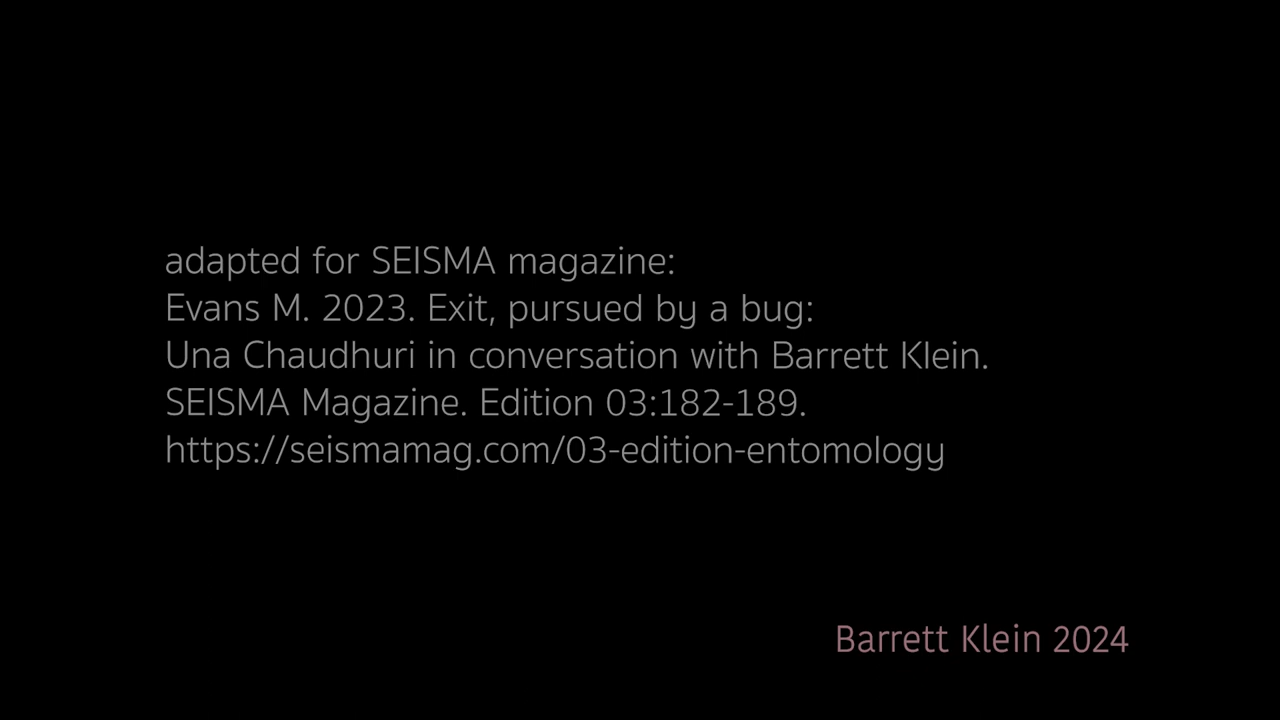 adapted for SEISMA magazine:
Evans M. 2023. Exit, pursued by a bug:
Una Chaudhuri in conversation with Barrett Klein.
SEISMA Magazine. Edition 03:182-189.
https://seismamag.com/03-edition-entomology
Barrett Klein 2024